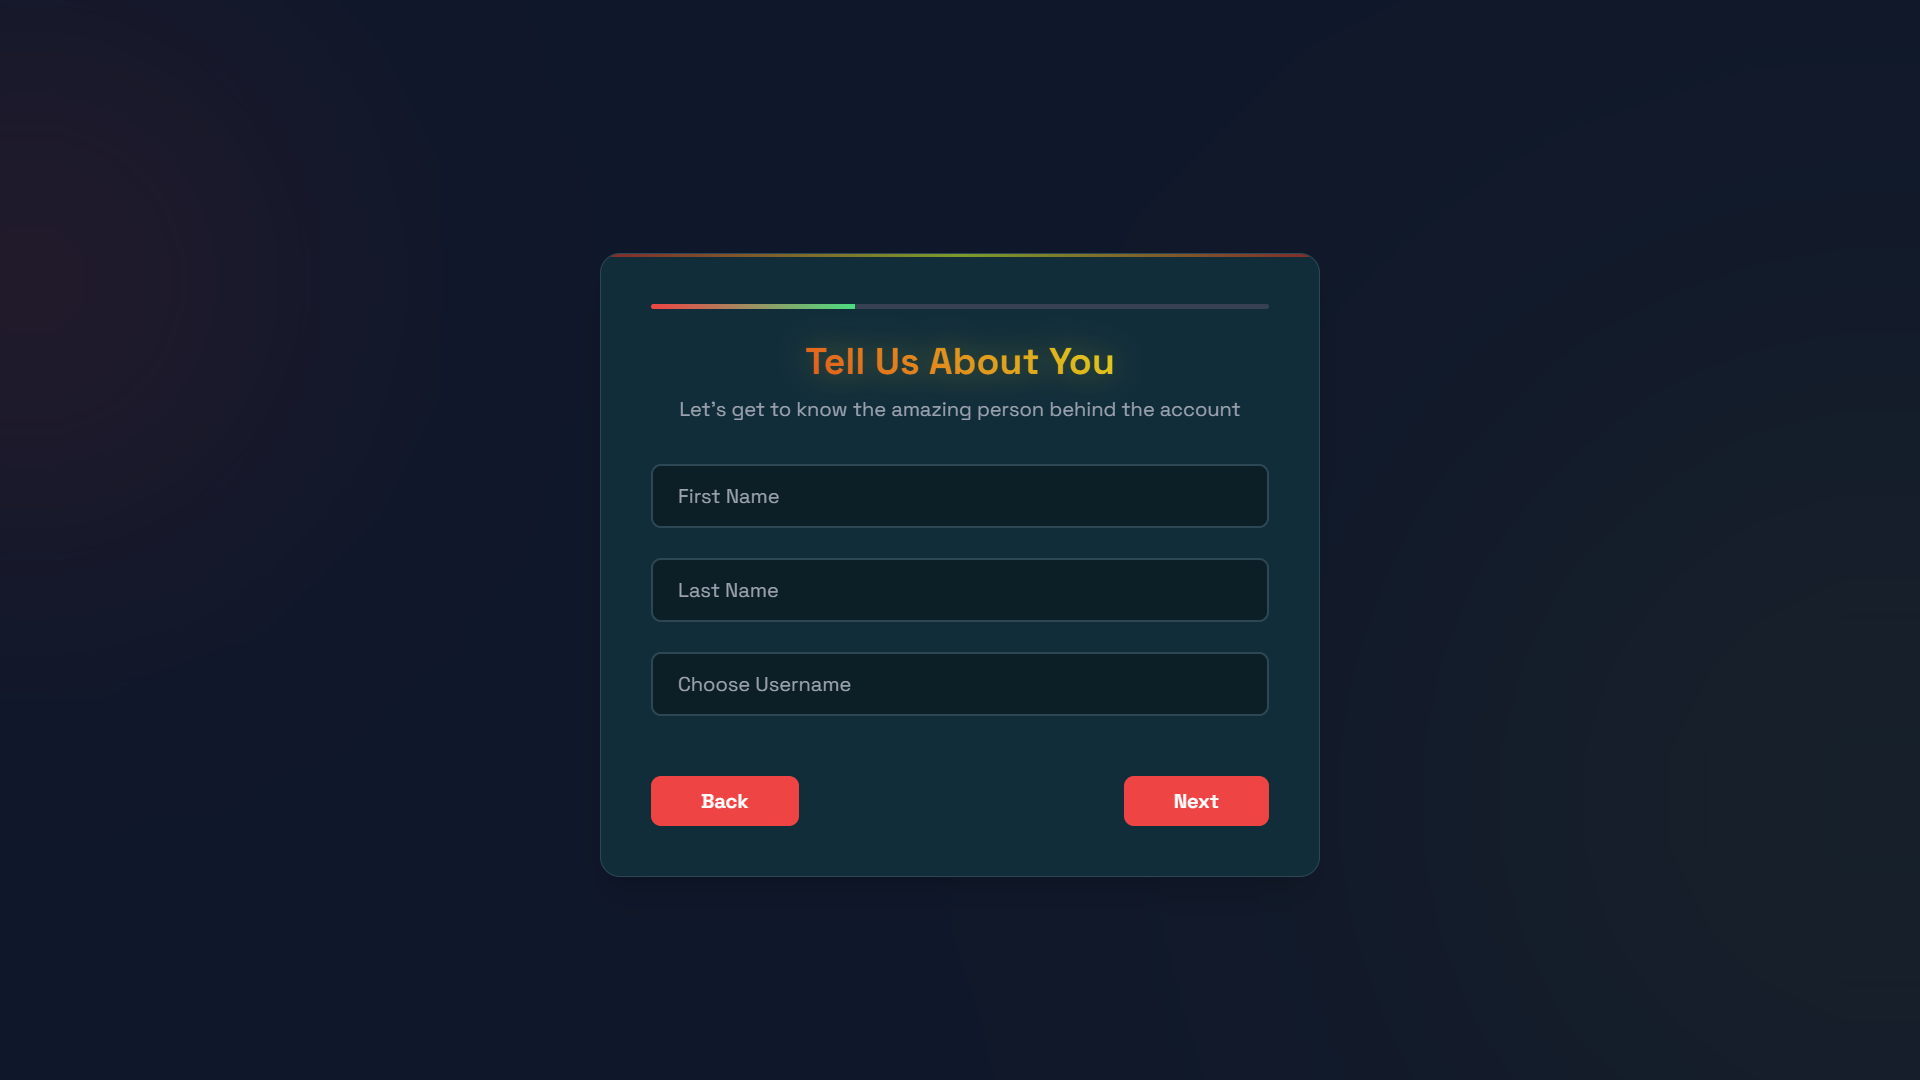 Tell Us About You
Let's get to know the amazing person behind the account
First Name
Last Name
Choose Username
Back
Next